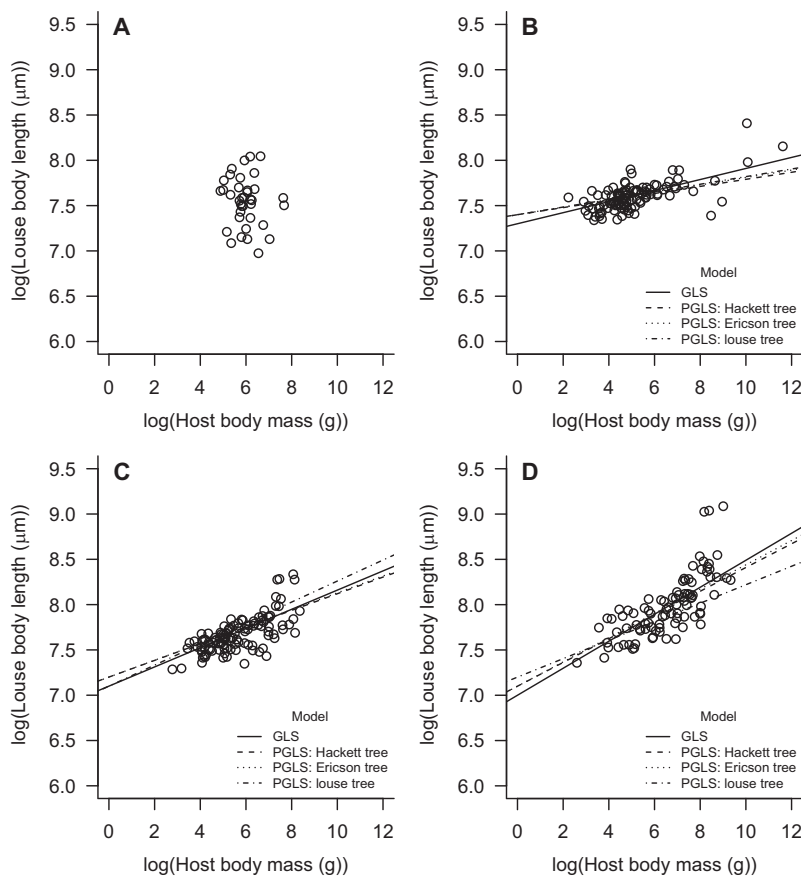 A
log(Louse body length (μm))
9.5
9.0
8.5
8.0
7.5
7.0
6.5
6.0
0 2 4 6 8 10 12
log(Host body mass (g))
B
log(Louse body length (μm))
9.5
9.0
8.5
8.0
7.5
7.0
6.5
6.0
Model
GLS
PGLS: Hackett tree
PGLS: Ericson tree
PGLS: louse tree
0 2 4 6 8 10 12
log(Host body mass (g))
C
log(Louse body length (μm))
9.5
9.0
8.5
8.0
7.5
7.0
6.5
6.0
Model
GLS
PGLS: Hackett tree
PGLS: Ericson tree
PGLS: louse tree
0 2 4 6 8 10 12
log(Host body mass (g))
D
log(Louse body length (μm))
9.5
9.0
8.5
8.0
7.5
7.0
6.5
6.0
Model
GLS
PGLS: Hackett tree
PGLS: Ericson tree
PGLS: louse tree
0 2 4 6 8 10 12
log(Host body mass (g))